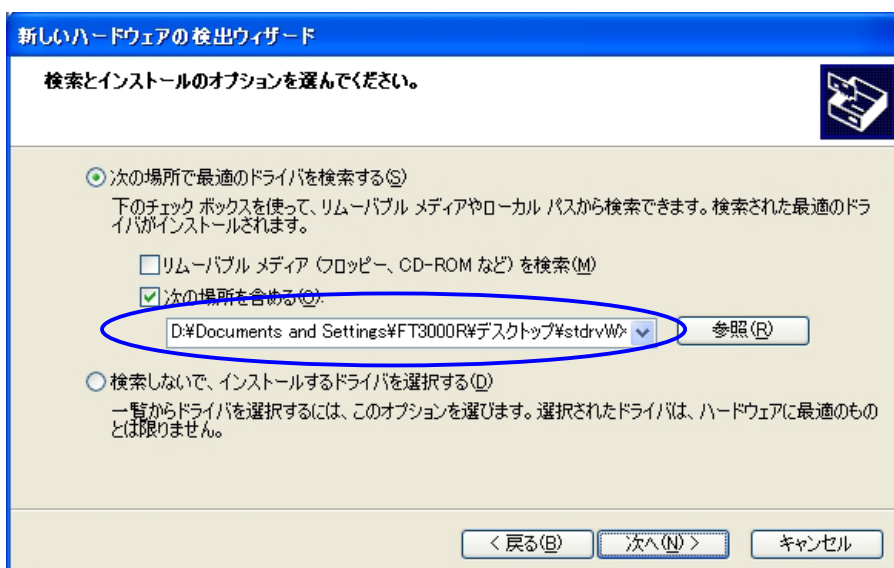 新しいハードウェアの検出ウィザード
検索とインストールのオプションを選んでください。
次の場所で最適のドライバを検索する(S)
下のチェック ボックスを使って、リムーバブル メディアやローカル パスから検索できます。検索された最適のドラ
イバがインストールされます。
リムーバブル メディア (フロッピー、CD-ROM など) を検索(M)
次の場所を含める(O):
D:¥Documents and Settings¥FT3000R¥デスクトップ¥stdrvW
参照(R)
検索しないで、インストールするドライバを選択する(D)
一覧からドライバを選択するには、このオプションを選びます。選択されたドライバは、ハードウェアに最適のもの
とは限りません。
< 戻る(B) 次へ(N) > キャンセル